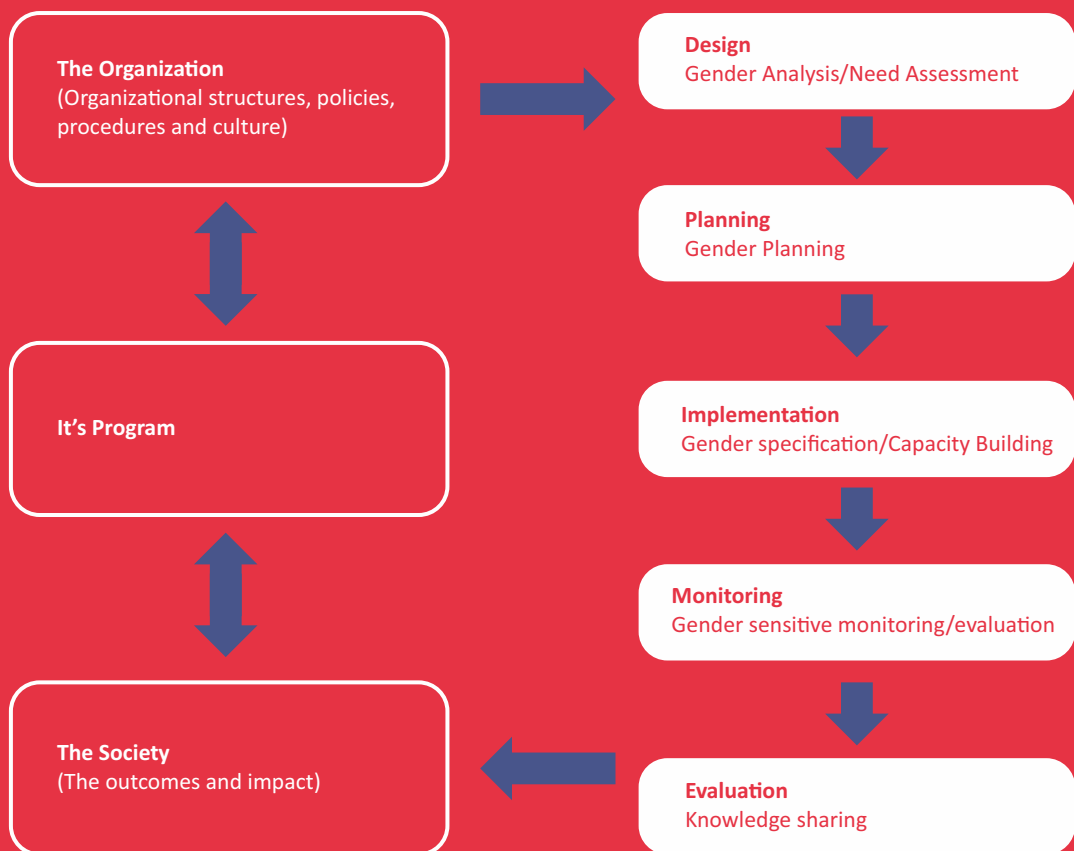 The Organization
(Organizational structures, policies,
procedures and culture)
It’s Program
The Society
(The outcomes and impact)
Design
Gender Analysis/Need Assessment
Planning
Gender Planning
Implementation
Gender specification/Capacity Building
Monitoring
Gender sensitive monitoring/evaluation
Evaluation
Knowledge sharing